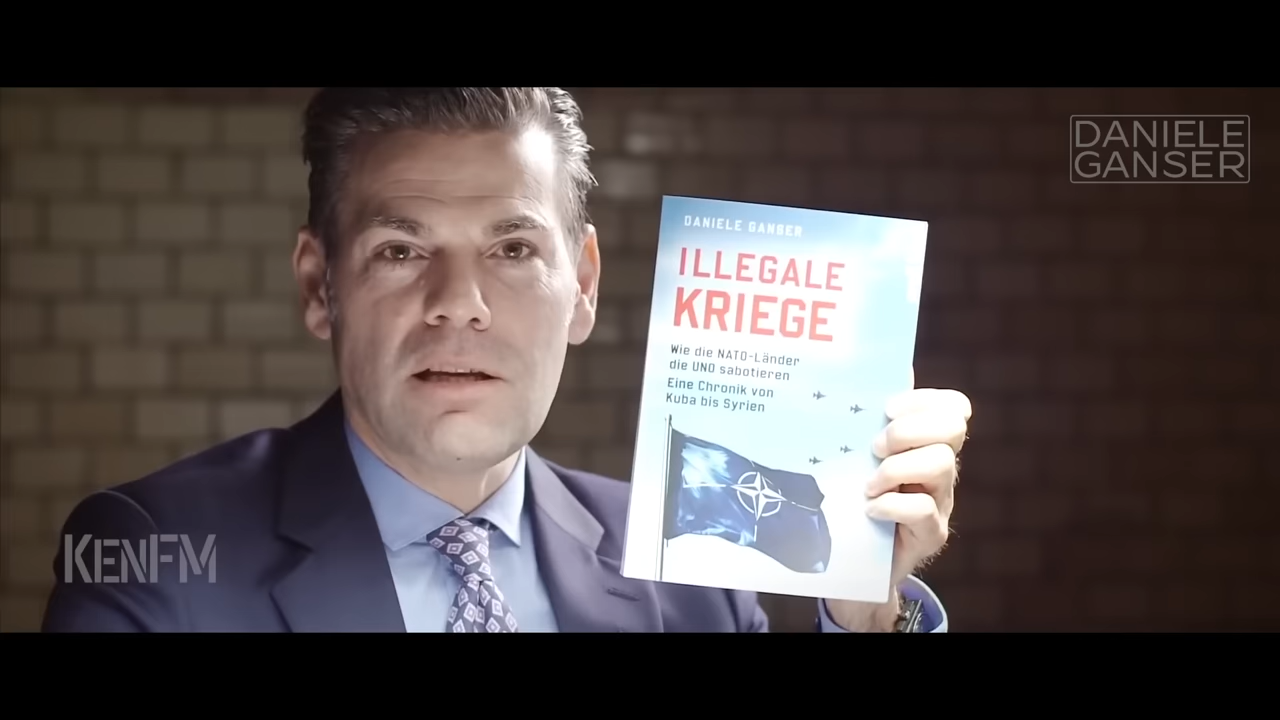 DANIELE
GANSER
DANIELE GANSER
ILLEGALE
KRIEGE
Wie die NATO-Länder
die UNO sabotieren
Eine Chronik von
Kuba bis Syrien
KENFM